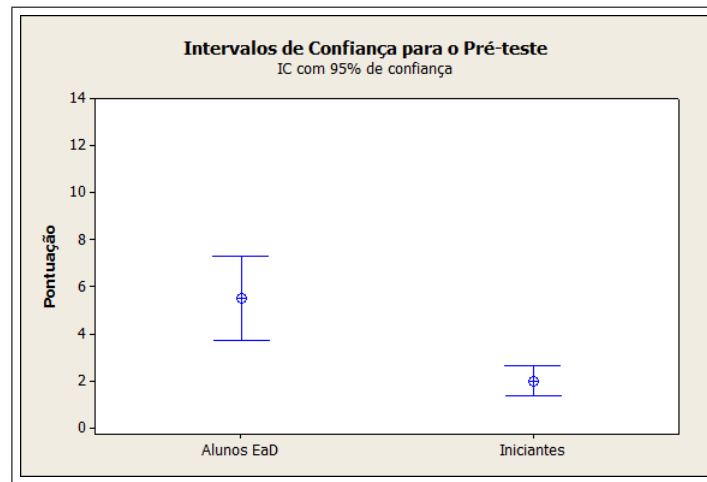 Intervalos de Confiança para o Pré-teste
IC com 95% de confiança
Pontuação
14
12
10
8
6
4
2
0
Alunos EaD
Iniciantes